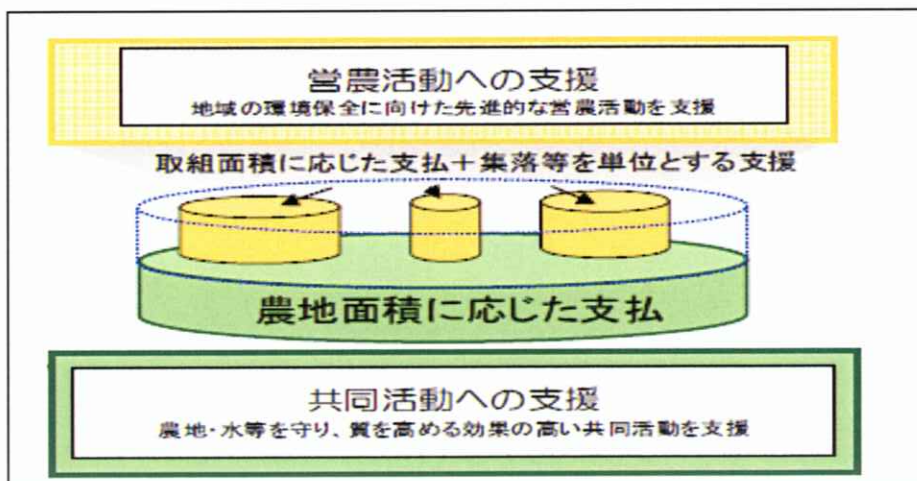 営農活動への支援
地域の環境保全に向けた先進的な営農活動を支援
取組面積に応じた支払＋集落等を単位とする支援
農地面積に応じた支払
共同活動への支援
農地・水等を守り、質を高める効果の高い共同活動を支援